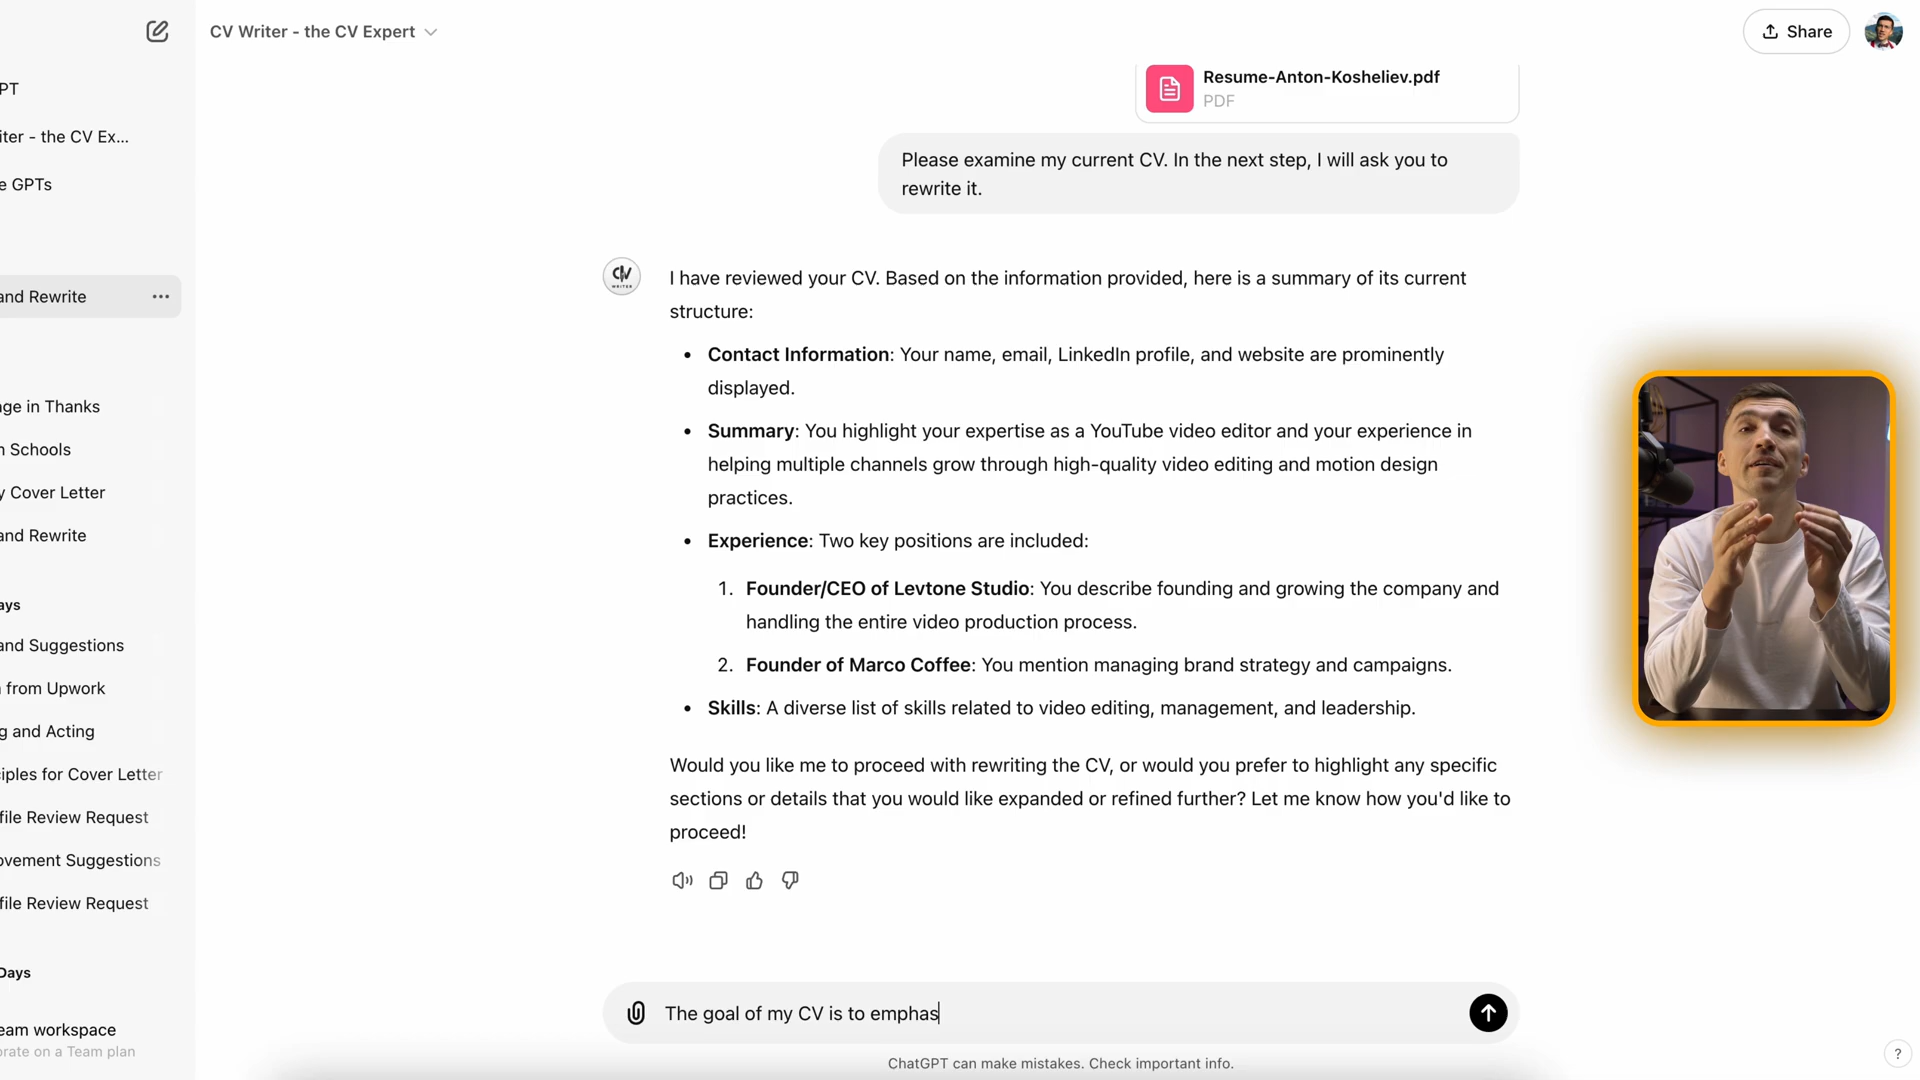 CV Writer - the CV Expert
Share
PT
iter - the CV Ex...
e GPTs
and Rewrite
ge in Thanks
n Schools
y Cover Letter
and Rewrite
ays
and Suggestions
from Upwork
g and Acting
ciples for Cover Letter
file Review Request
ovement Suggestions
file Review Request
Days
eam workspace
orate on a Team plan
Resume-Anton-Kosheliev.pdf
PDF
Please examine my current CV. In the next step, I will ask you to
rewrite it.
CV
WRITER
I have reviewed your CV. Based on the information provided, here is a summary of its current
structure:
• Contact Information: Your name, email, LinkedIn profile, and website are prominently
displayed.
• Summary: You highlight your expertise as a YouTube video editor and your experience in
helping multiple channels grow through high-quality video editing and motion design
practices.
• Experience: Two key positions are included:
1. Founder/CEO of Levtone Studio: You describe founding and growing the company and
handling the entire video production process.
2. Founder of Marco Coffee: You mention managing brand strategy and campaigns.
• Skills: A diverse list of skills related to video editing, management, and leadership.
Would you like me to proceed with rewriting the CV, or would you prefer to highlight any specific
sections or details that you would like expanded or refined further? Let me know how you'd like to
proceed!
The goal of my CV is to emphas
ChatGPT can make mistakes. Check important info.
?